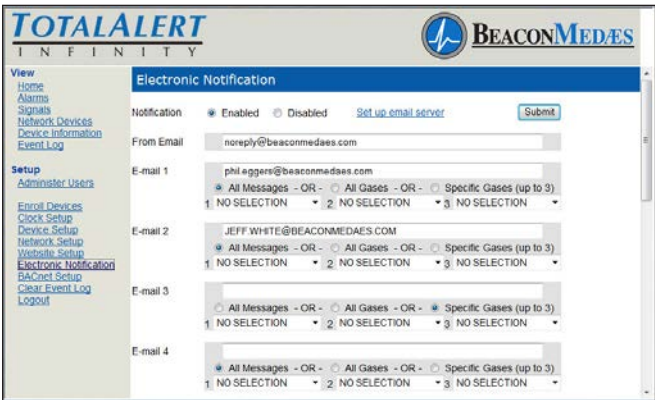 TOTALALERT
INFINITY
BEACONMEDÆS
View
Home
Alarms
Signals
Network Devices
Device Information
Event Log
Setup
Administer Users
Enroll Devices
Clock Setup
Device Setup
Network Setup
Website Setup
Electronic Notification
BACnet Setup
Clear Event Log
Logout
Electronic Notification
Notification Enabled Disabled Set up email server Submit
From Email noreply@beaconmedaes.com
E-mail 1 phil.eggers@beaconmedaes.com
All Messages - OR - All Gases - OR - Specific Gases (up to 3)
1 NO SELECTION 2 NO SELECTION 3 NO SELECTION
E-mail 2 JEFF.WHITE@BEACONMEDAES.COM
All Messages - OR - All Gases - OR - Specific Gases (up to 3)
1 NO SELECTION 2 NO SELECTION 3 NO SELECTION
E-mail 3
All Messages - OR - All Gases - OR - Specific Gases (up to 3)
1 NO SELECTION 2 NO SELECTION 3 NO SELECTION
E-mail 4
All Messages - OR - All Gases - OR - Specific Gases (up to 3)
1 NO SELECTION 2 NO SELECTION 3 NO SELECTION